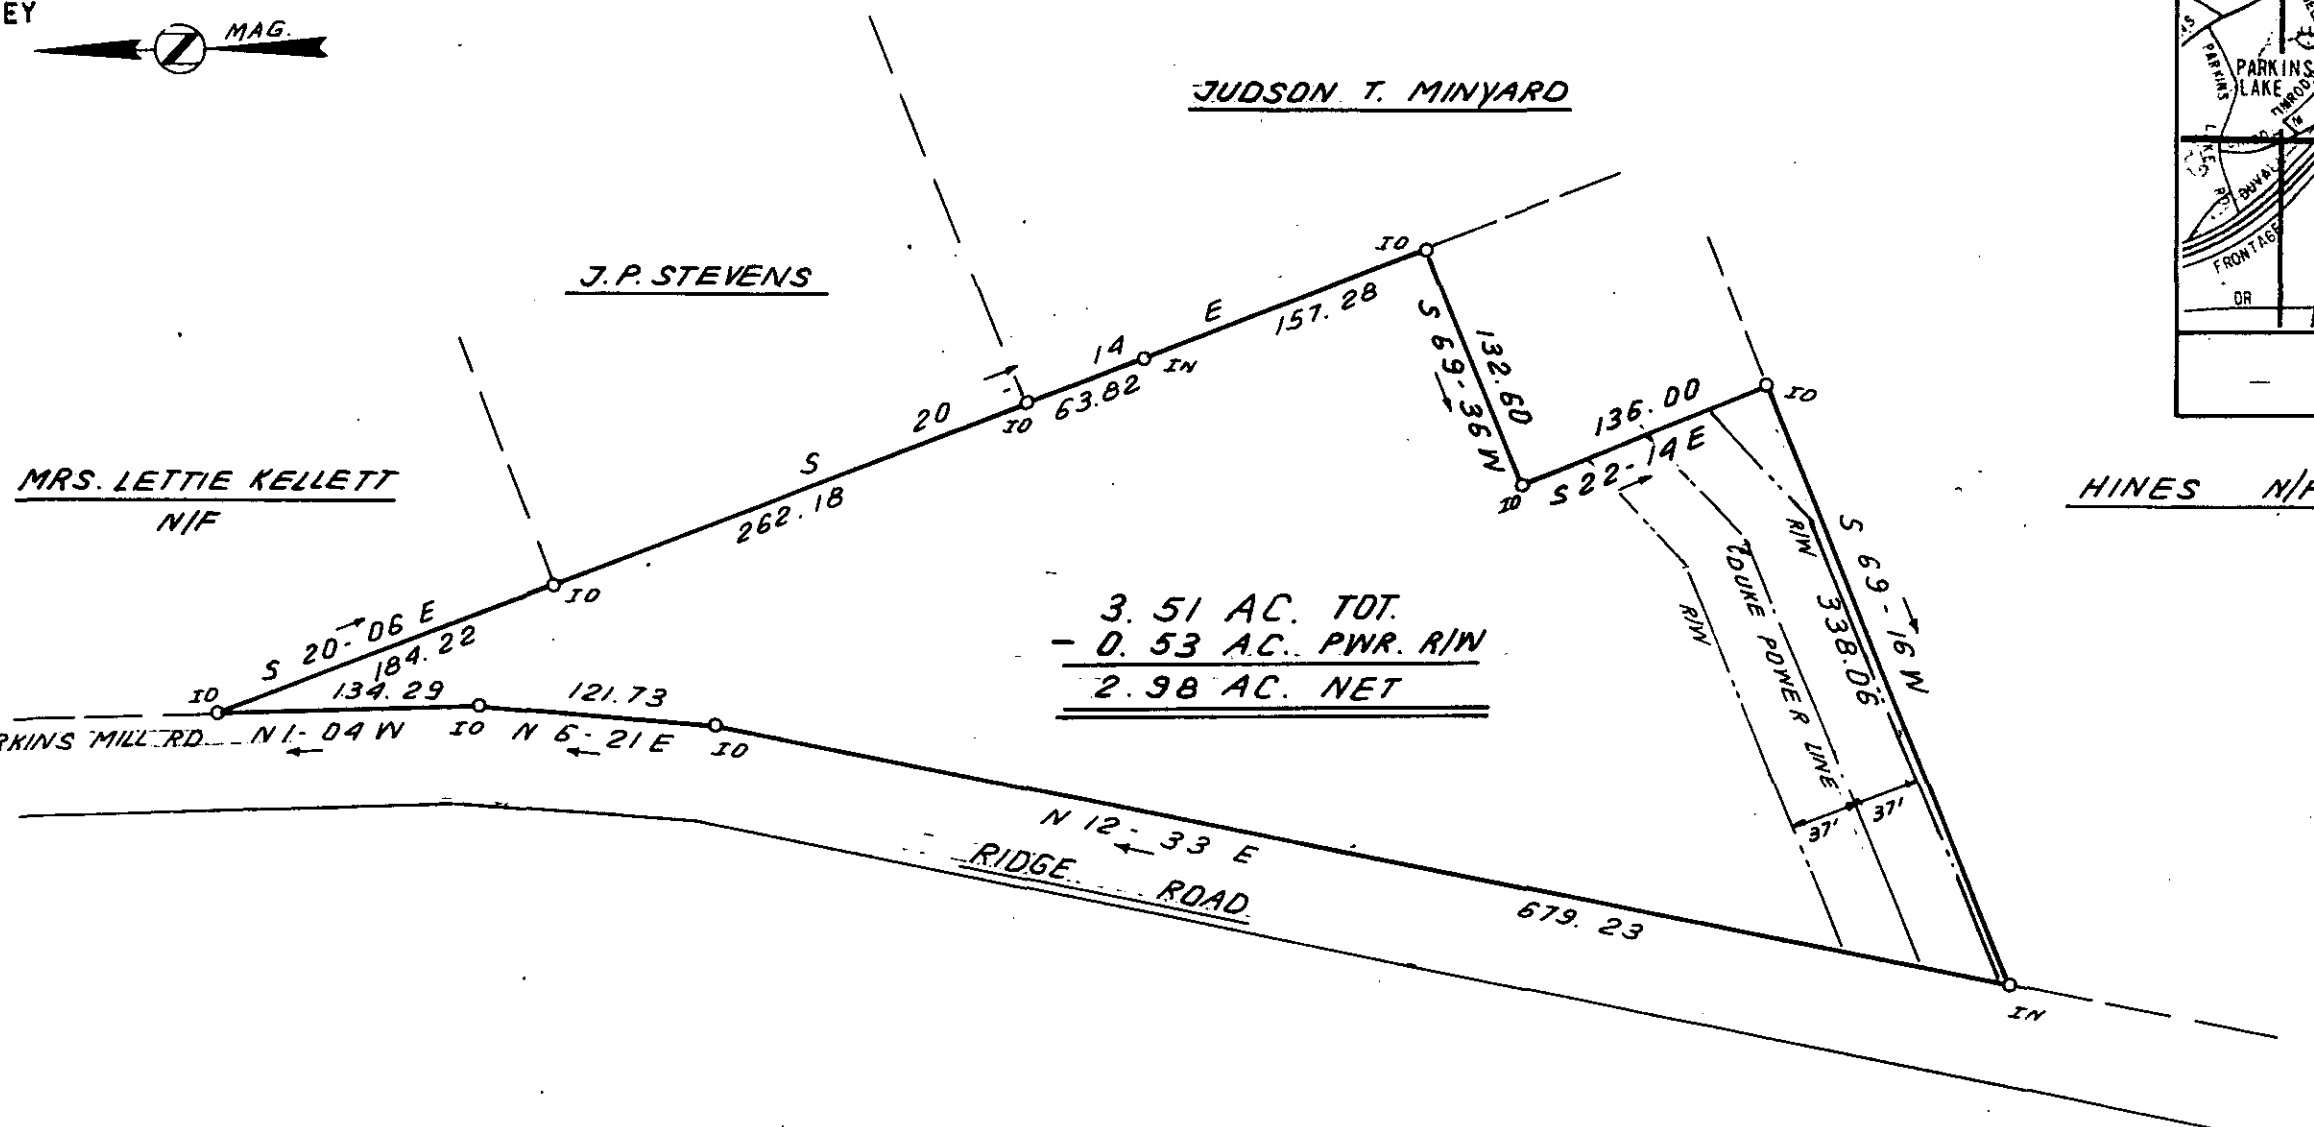 EY
MAG.
JUDSON T. MINYARD
J.P. STEVENS
MRS. LETTIE KELLETT
N/F
HINES N/F
PARKINS
LAKE
PARKINS
LAKE
RD
DUVAL
FRONTAGE
DR
IO
157.28
S 20-14 E
IN
63.82
IO
262.18
IO
S 69-36 W
132.60
IO
136.00
S 22-14 E
IO
S 69-16 W
338.06
R/W
DUKE POWER LINE
R/W
37'
37'
S 20-06 E
184.22
IO
134.29
N 1-04 W
IO
121.73
N 6-21 E
IO
RKINS MILL RD
3.51 AC. TOT.
- 0.53 AC. PWR. R/W
2.98 AC. NET
N 12-33 E
679.23
RIDGE ROAD
IN